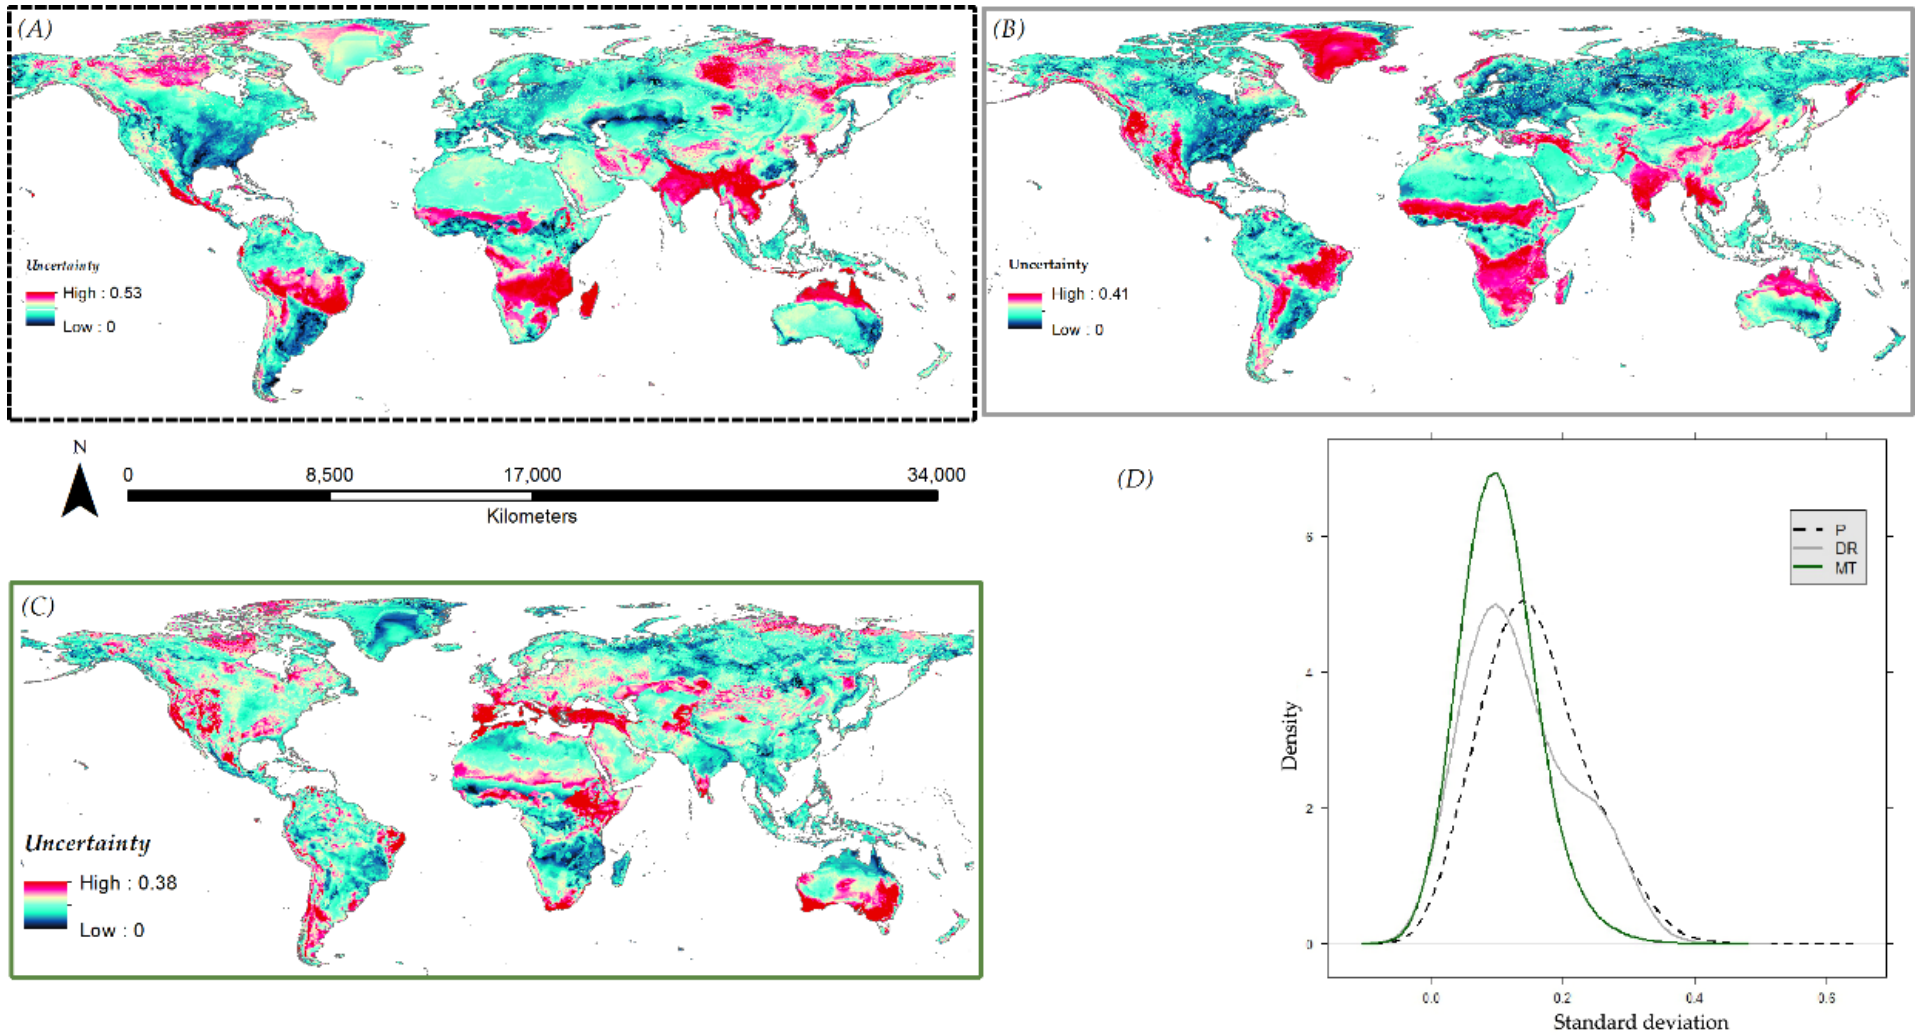 (A)
Uncertainty
High : 0.53
Low : 0
(B)
Uncertainty
High : 0.41
Low : 0
N
0 8,500 17,000 34,000
Kilometers
(C)
Uncertainty
High : 0.38
Low : 0
(D)
P
DR
MT
6
4
2
0
Density
0.0 0.2 0.4 0.6
Standard deviation